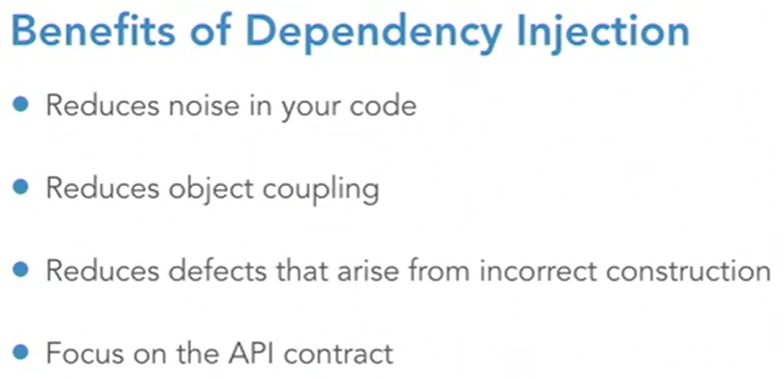 Benefits of Dependency Injection
Reduces noise in your code
Reduces object coupling
Reduces defects that arise from incorrect construction
Focus on the API contract